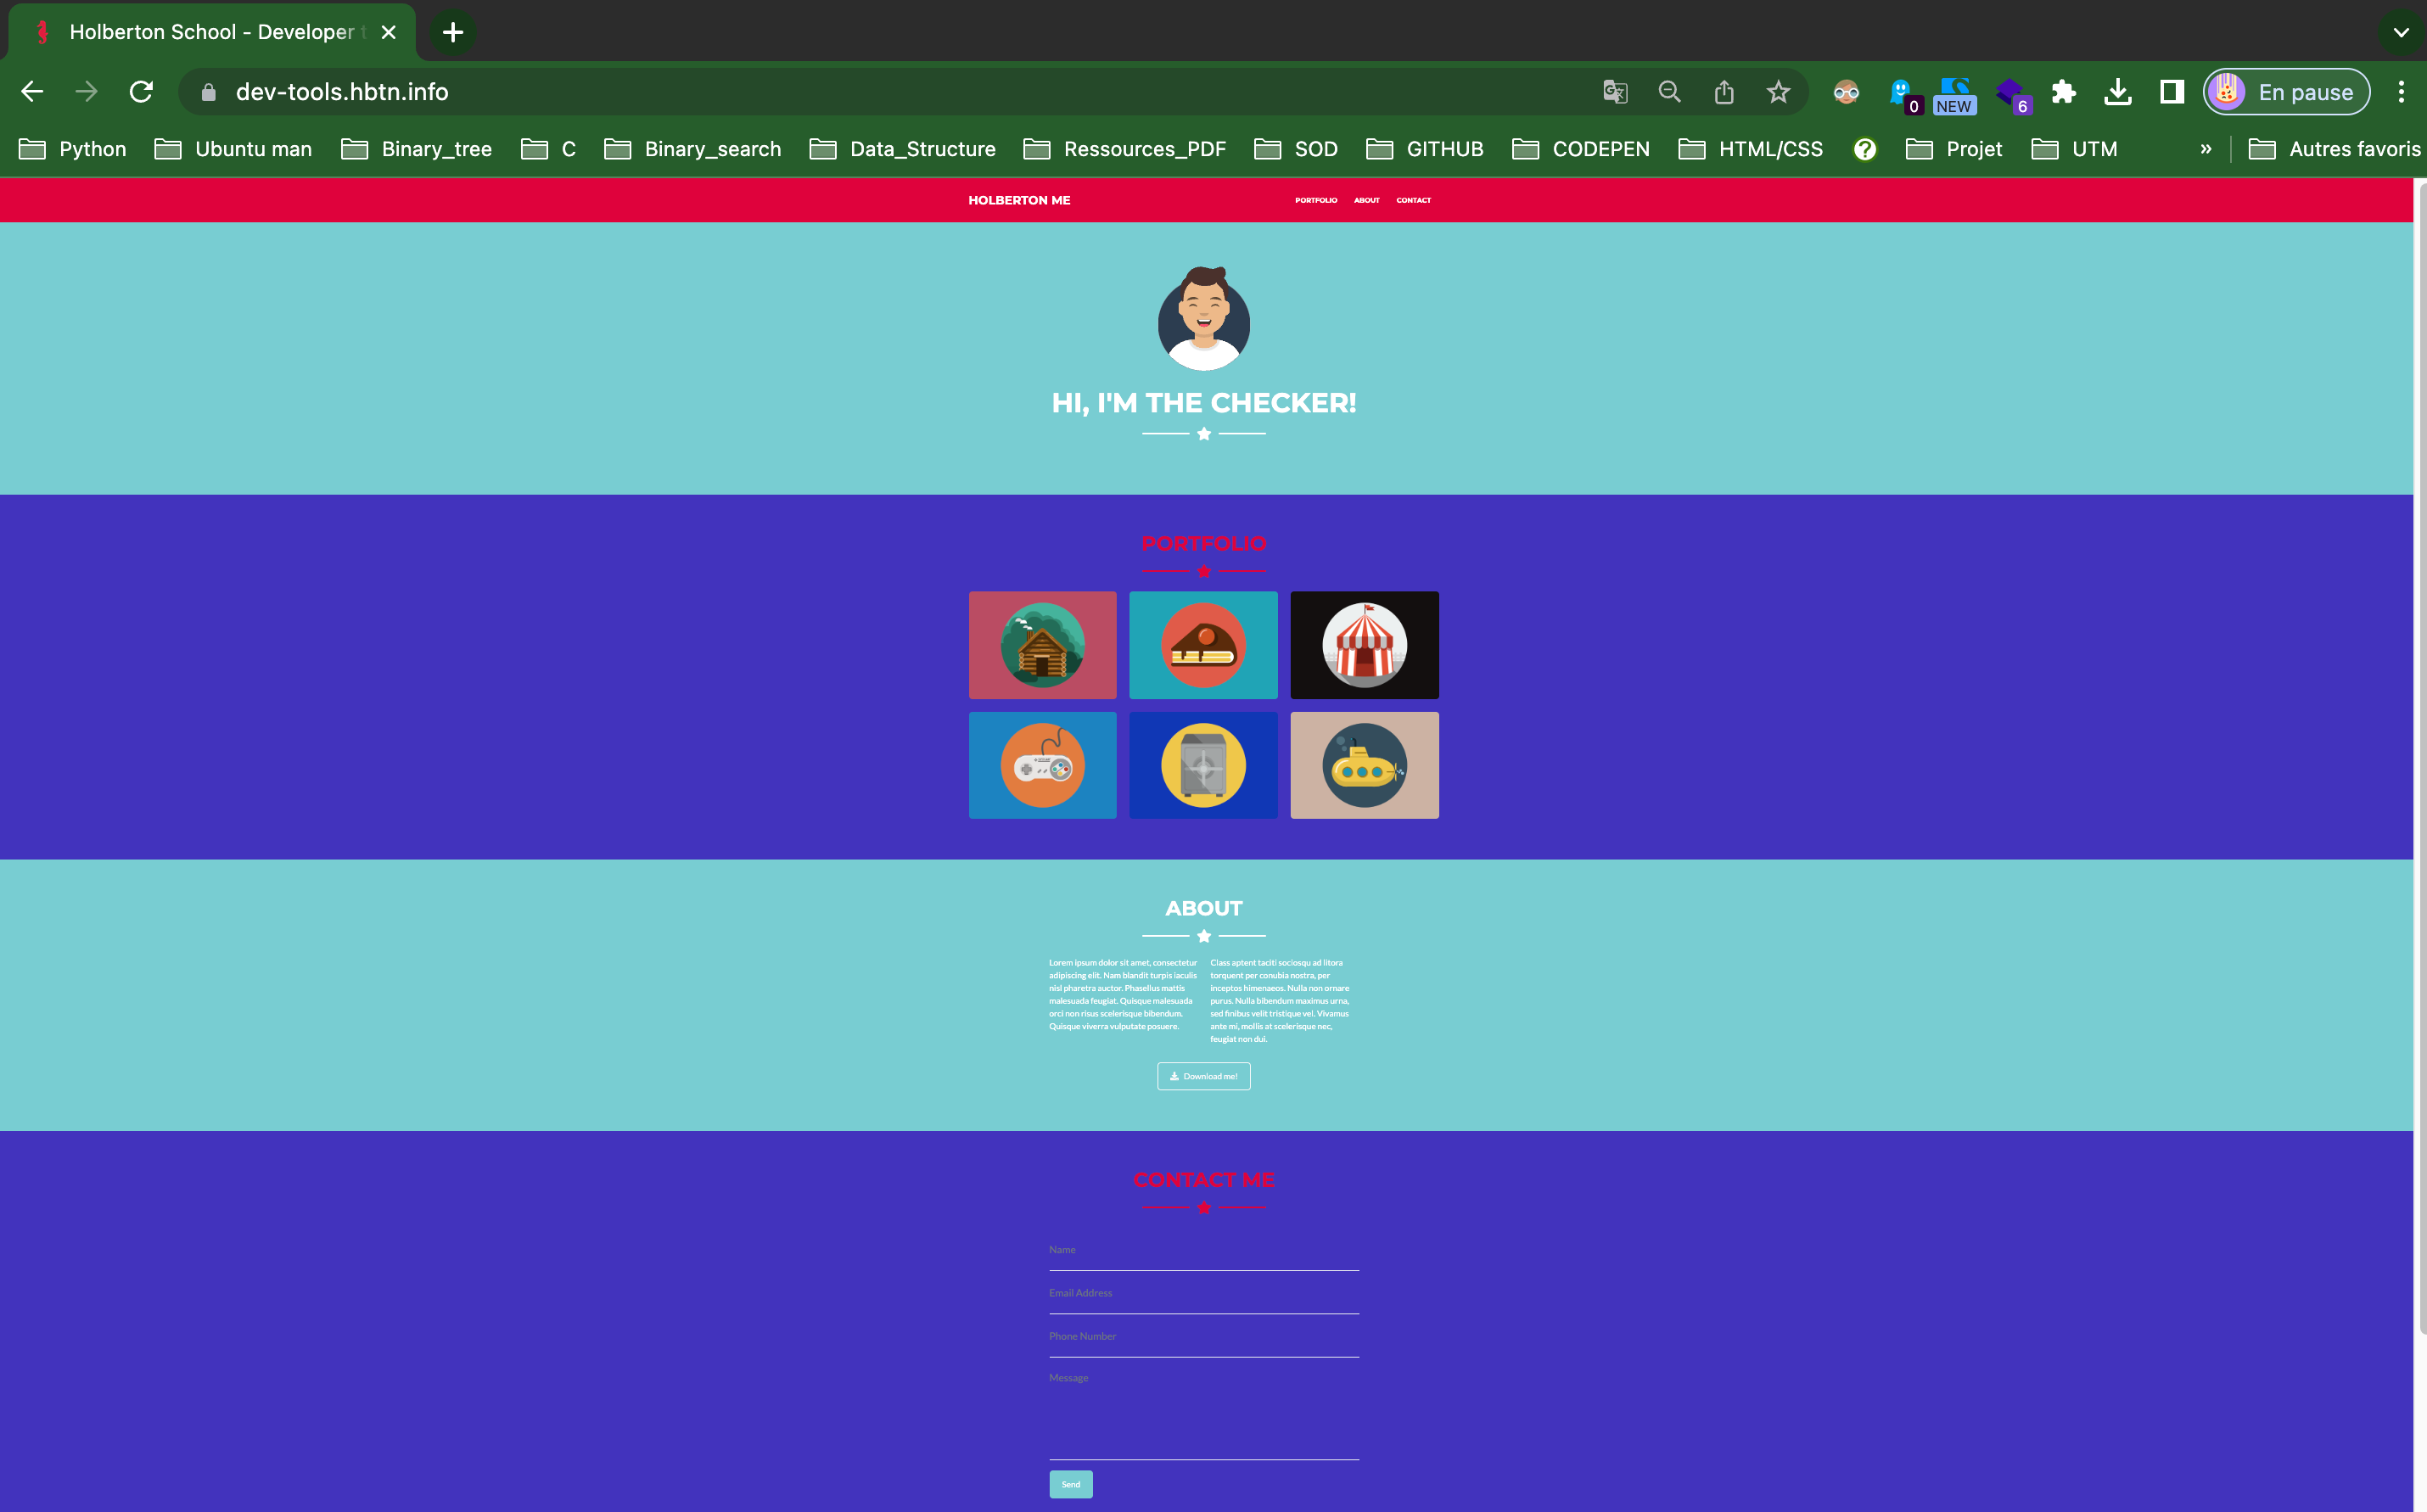 Holberton School - Developer t
dev-tools.hbtn.info
0
NEW
6
En pause
Python
Ubuntu man
Binary_tree
C
Binary_search
Data_Structure
Ressources_PDF
SOD
GITHUB
CODEPEN
HTML/CSS
Projet
UTM
»
Autres favoris
HOLBERTON ME
PORTFOLIO
ABOUT
CONTACT
HI, I'M THE CHECKER!
PORTFOLIO
ABOUT
Lorem ipsum dolor sit amet, consectetur
adipiscing elit. Nam blandit turpis iaculis
nisl pharetra auctor. Phasellus mattis
malesuada feugiat. Quisque malesuada
orci non risus scelerisque bibendum.
Quisque viverra vulputate posuere.
Class aptent taciti sociosqu ad litora
torquent per conubia nostra, per
inceptos himenaeos. Nulla non ornare
purus. Nulla bibendum maximus urna,
sed finibus velit tristique vel. Vivamus
ante mi, mollis at scelerisque nec,
feugiat non dui.
Download me!
CONTACT ME
Name
Email Address
Phone Number
Message
Send